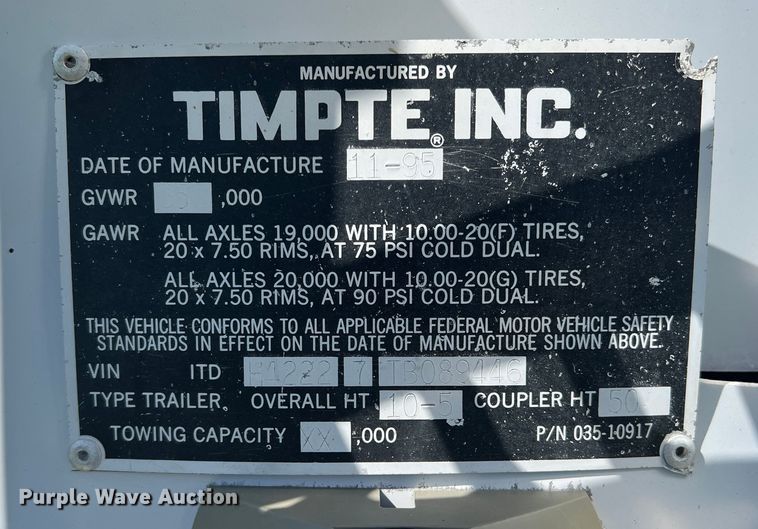 MANUFACTURED BY
TIMPTE® INC.
DATE OF MANUFACTURE 11-95
GVWR ,000
GAWR ALL AXLES 19,000 WITH 10.00-20(F) TIRES,
20 x 7.50 RIMS, AT 75 PSI COLD DUAL.
ALL AXLES 20,000 WITH 10.00-20(G) TIRES,
20 x 7.50 RIMS, AT 90 PSI COLD DUAL.
THIS VEHICLE CONFORMS TO ALL APPLICABLE FEDERAL MOTOR VEHICLE SAFETY
STANDARDS IN EFFECT ON THE DATE OF MANUFACTURE SHOWN ABOVE.
VIN ITD H4222 7 TB089446
TYPE TRAILER OVERALL HT 10-5 COUPLER HT 50
TOWING CAPACITY XX ,000 P/N 035-10917
Purple Wave Auction